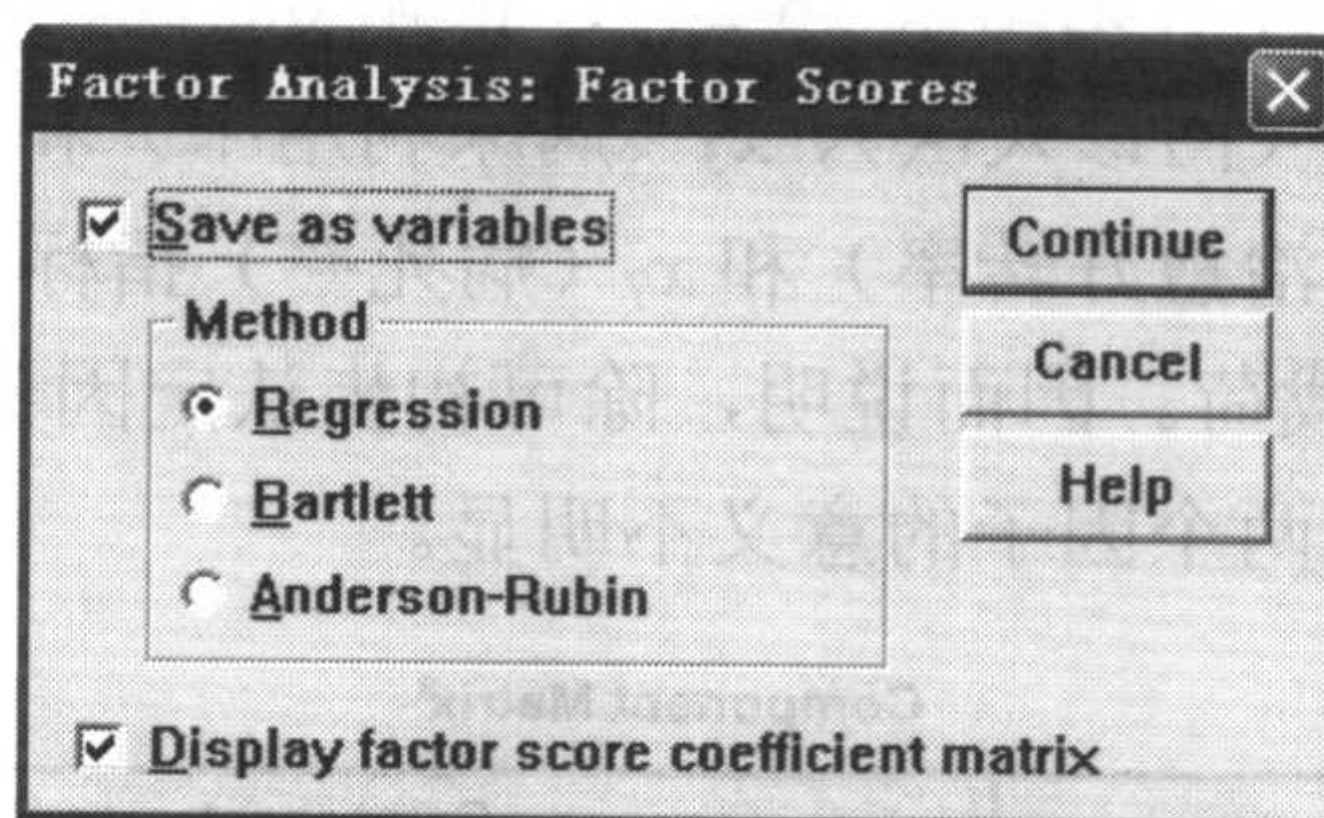 Factor Analysis: Factor Scores
Save as variables
Continue
Method
Regression
Cancel
Bartlett
Help
Anderson-Rubin
Display factor score coefficient matrix